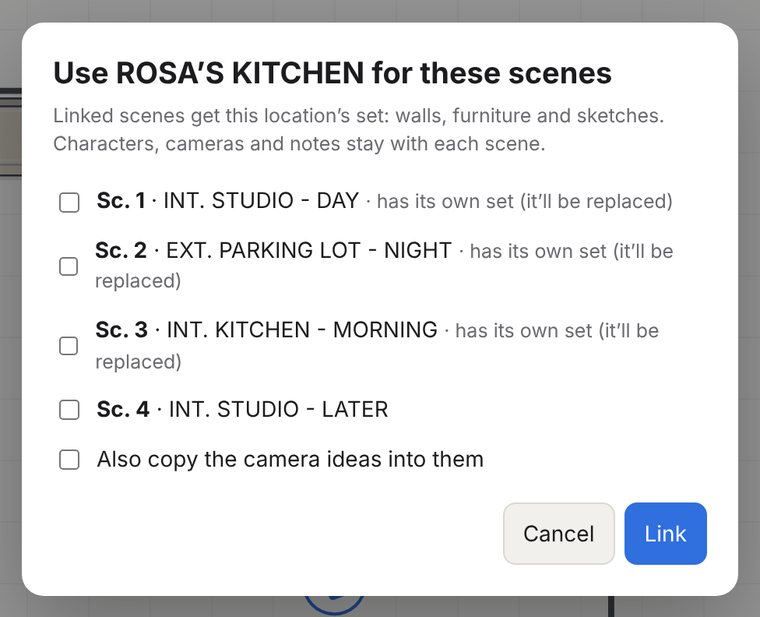 Use ROSA’S KITCHEN for these scenes
Linked scenes get this location’s set: walls, furniture and sketches.
Characters, cameras and notes stay with each scene.
Sc. 1 · INT. STUDIO - DAY · has its own set (it’ll be replaced)
Sc. 2 · EXT. PARKING LOT - NIGHT · has its own set (it’ll be
replaced)
Sc. 3 · INT. KITCHEN - MORNING · has its own set (it’ll be
replaced)
Sc. 4 · INT. STUDIO - LATER
Also copy the camera ideas into them
Cancel
Link